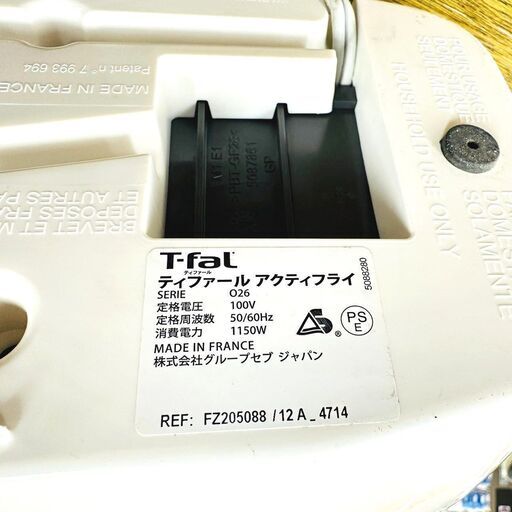 MADE IN FRANCE
Patent n° 7 993 694
BREVET ET M
DEPOSES FRA
ET AUTRES PA
HOUSEHOLD USE ONLY
SOLAMENTE
5087861
T-fal
ティファール
ティファール アクティフライ
SERIE O26
定格電圧 100V
定格周波数 50/60Hz
消費電力 1150W
MADE IN FRANCE
株式会社グループセブ ジャパン
REF: FZ205088 / 12 A _ 4714
5088280
PS
E